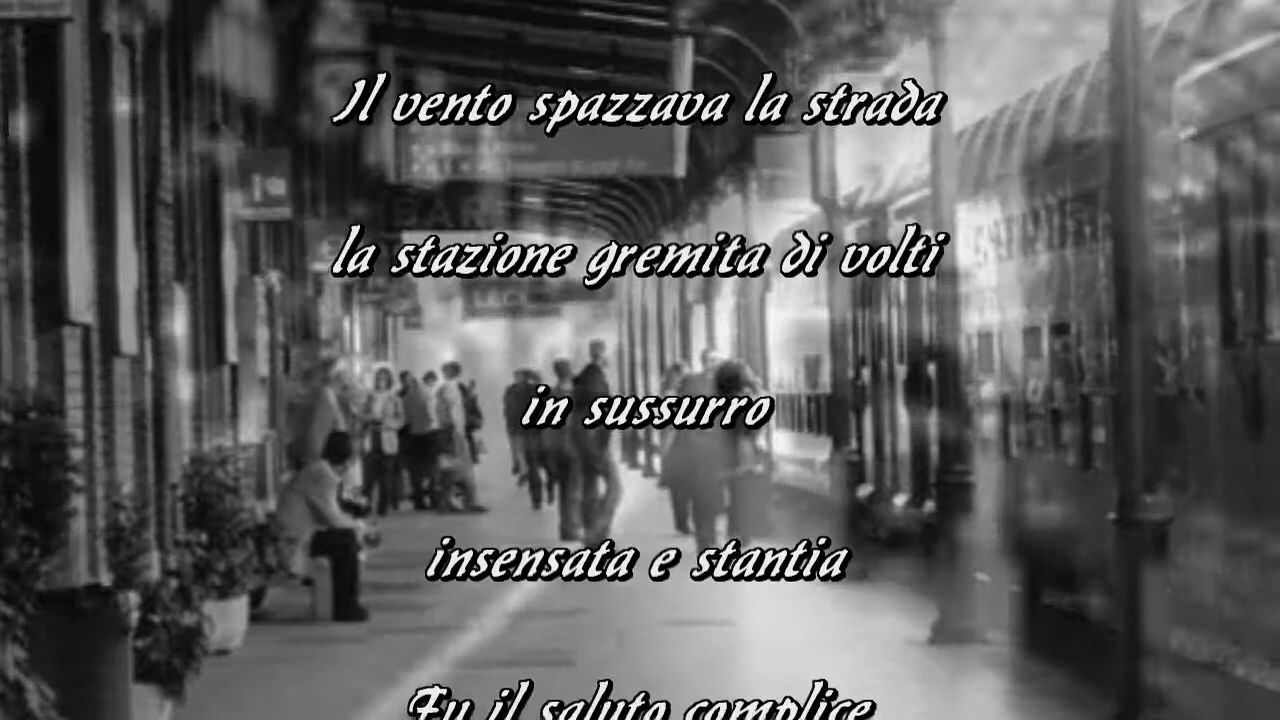 Il vento spazzava la strada
la stazione gremita di volti
in sussurro
insensata e stantia
Fu il saluto complice